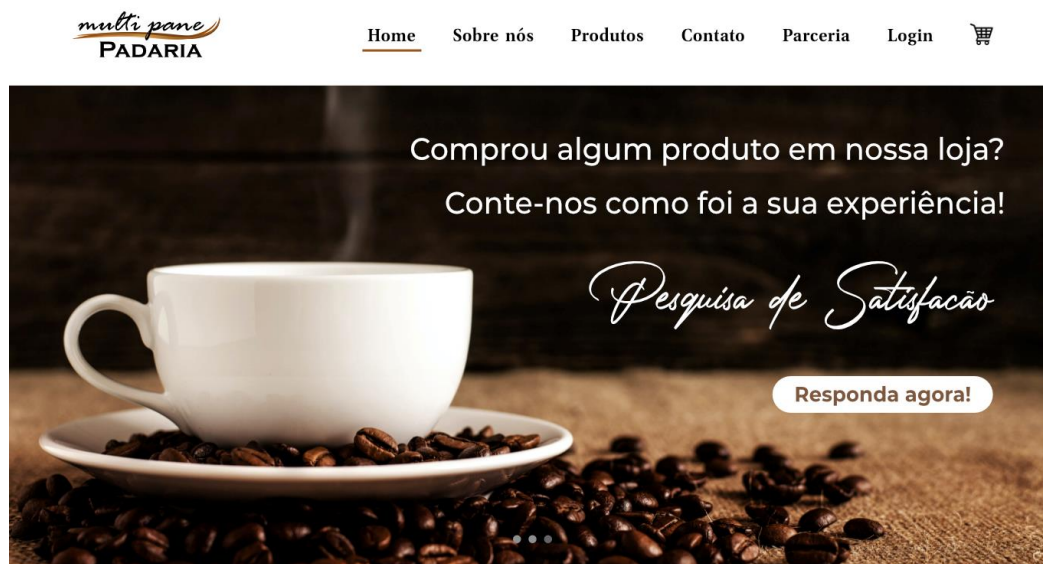 multi pane
PADARIA
Home Sobre nós Produtos Contato Parceria Login
Comprou algum produto em nossa loja?
Conte-nos como foi a sua experiência!
Pesquisa de Satisfacão
Responda agora!